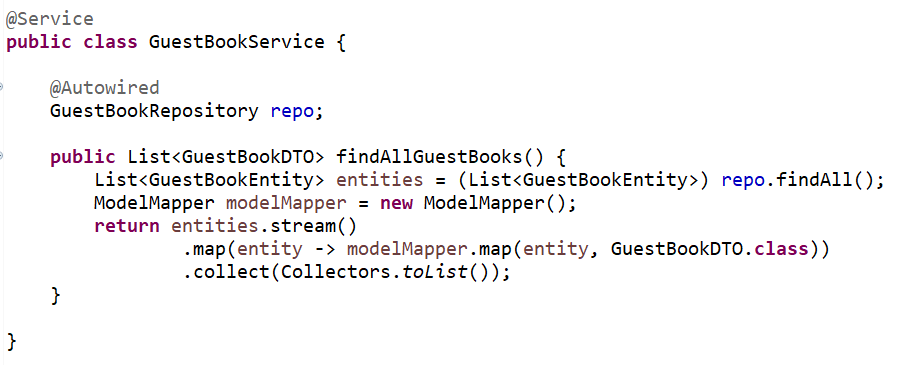 @Service
public class GuestBookService {
@Autowired
GuestBookRepository repo;
public List<GuestBookDTO> findAllGuestBooks() {
List<GuestBookEntity> entities = (List<GuestBookEntity>) repo.findAll();
ModelMapper modelMapper = new ModelMapper();
return entities.stream()
.map(entity -> modelMapper.map(entity, GuestBookDTO.class))
.collect(Collectors.toList());
}
}